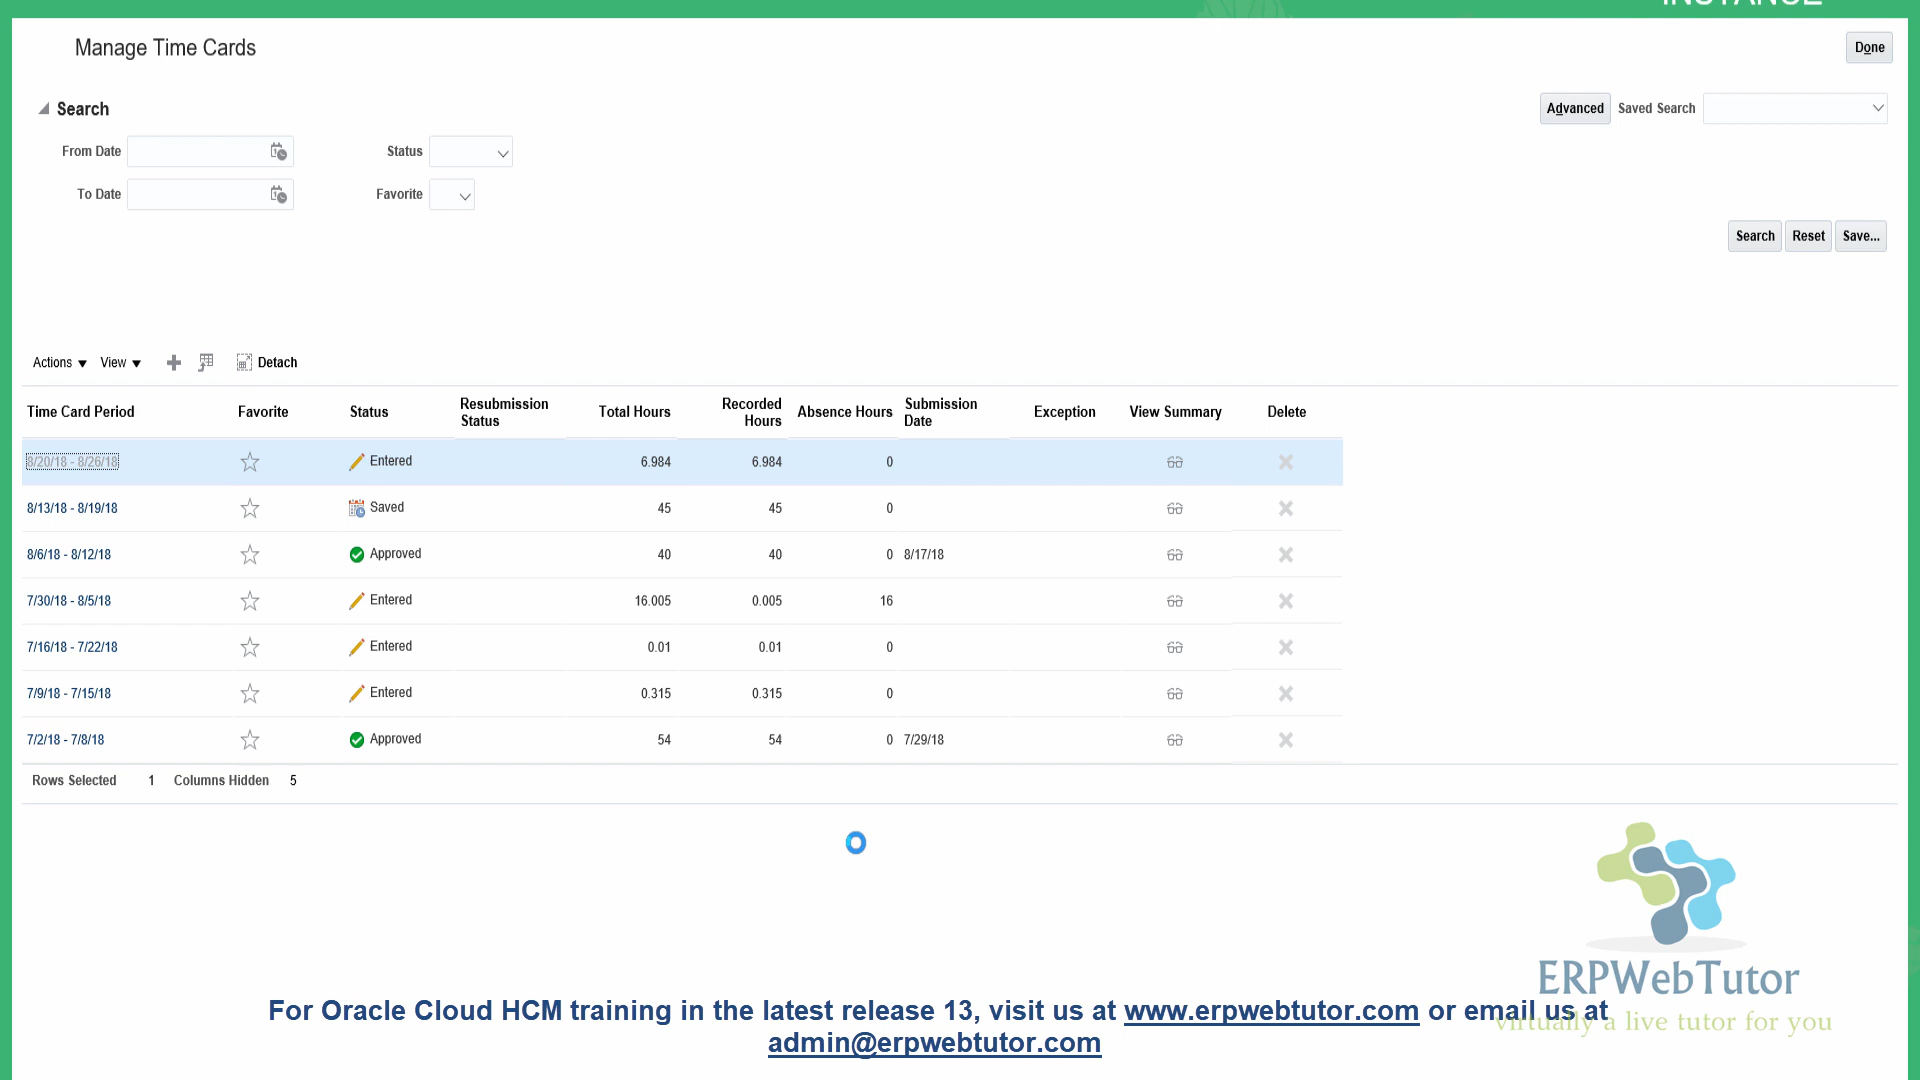 INSTANCE
Manage Time Cards
Done
Search
Advanced Saved Search
From Date
Status
To Date
Favorite
Search Reset Save...
Actions View Detach
Time Card Period Favorite Status Resubmission Status Total Hours Recorded Hours Absence Hours Submission Date Exception View Summary Delete
8/20/18 - 8/26/18 Entered 6.984 6.984 0
8/13/18 - 8/19/18 Saved 45 45 0
8/6/18 - 8/12/18 Approved 40 40 0 8/17/18
7/30/18 - 8/5/18 Entered 16.005 0.005 16
7/16/18 - 7/22/18 Entered 0.01 0.01 0
7/9/18 - 7/15/18 Entered 0.315 0.315 0
7/2/18 - 7/8/18 Approved 54 54 0 7/29/18
Rows Selected 1 Columns Hidden 5
ERPWebTutor
virtually a live tutor for you
For Oracle Cloud HCM training in the latest release 13, visit us at www.erpwebtutor.com or email us at
admin@erpwebtutor.com